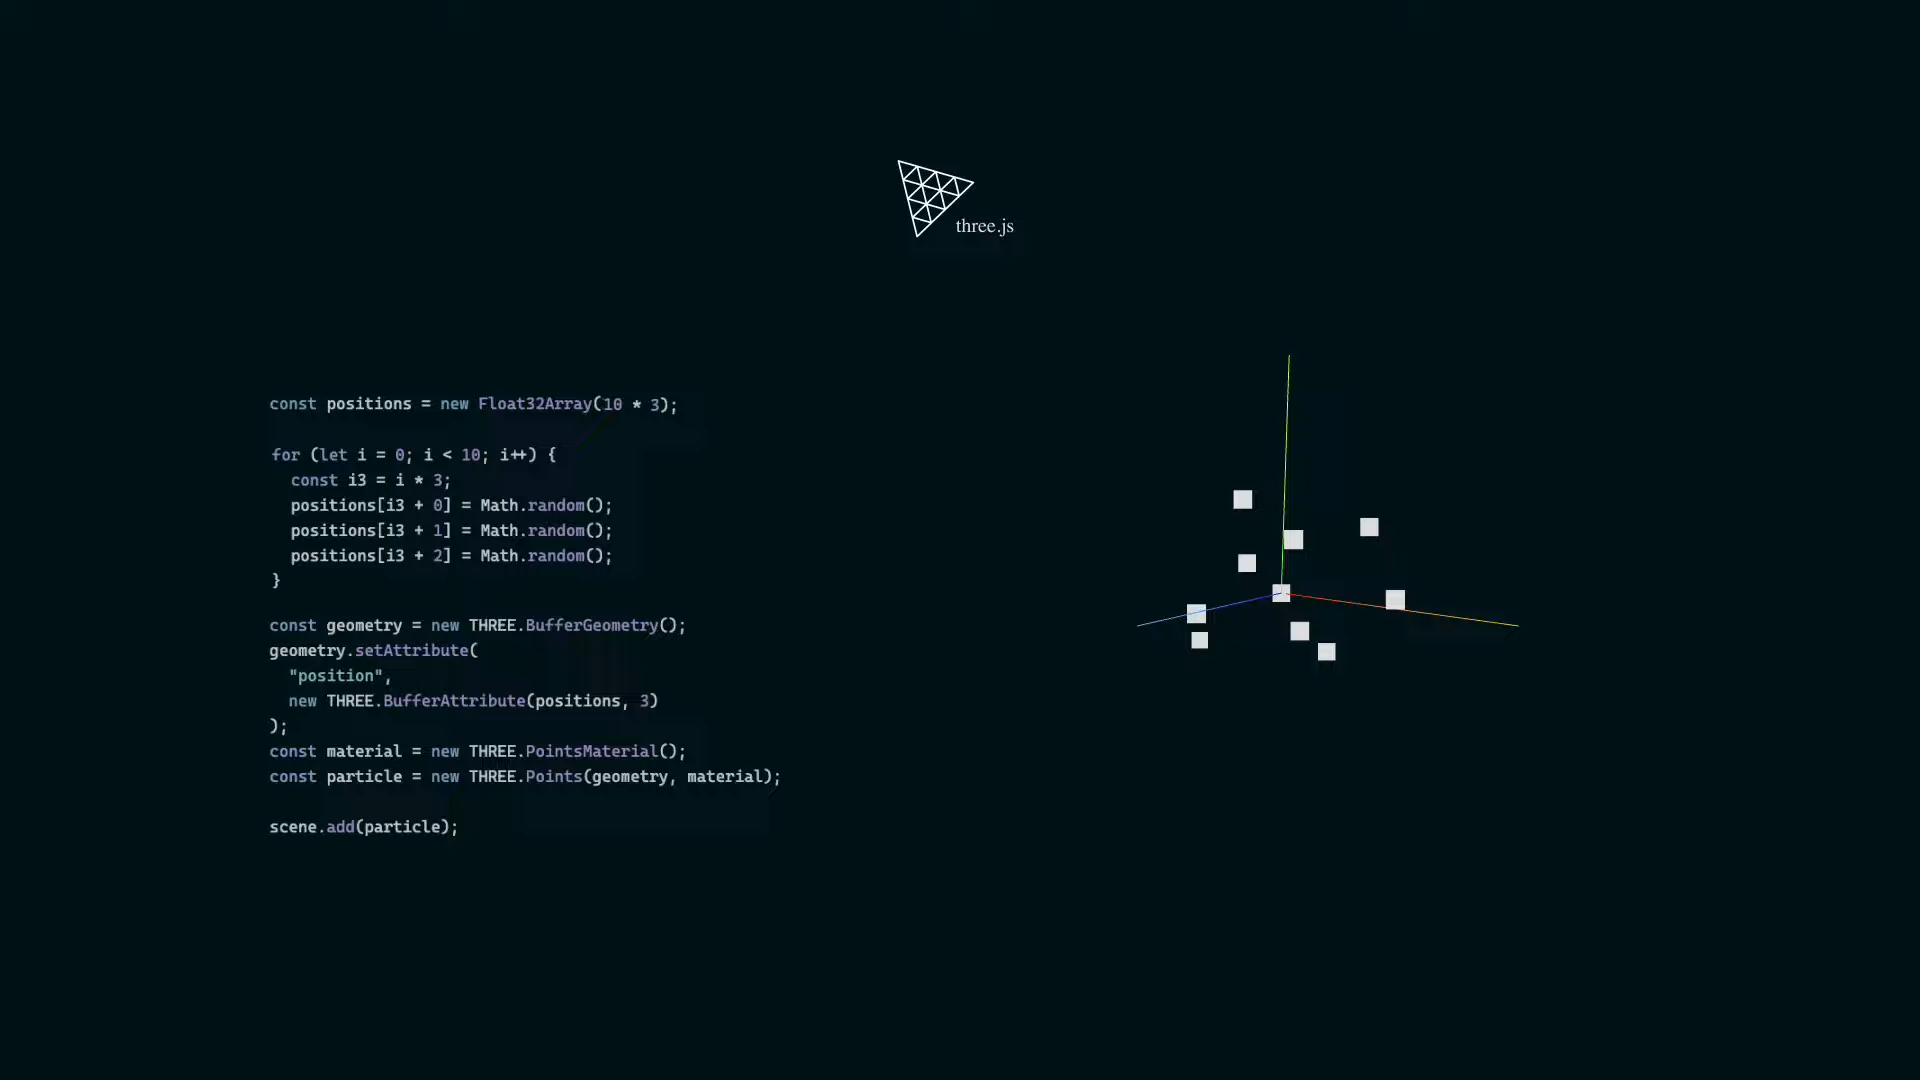 three.js
const positions = new Float32Array(10 * 3);
for (let i = 0; i < 10; i++) {
const i3 = i * 3;
positions[i3 + 0] = Math.random();
positions[i3 + 1] = Math.random();
positions[i3 + 2] = Math.random();
}
const geometry = new THREE.BufferGeometry();
geometry.setAttribute(
"position",
new THREE.BufferAttribute(positions, 3)
);
const material = new THREE.PointsMaterial();
const particle = new THREE.Points(geometry, material);
scene.add(particle);